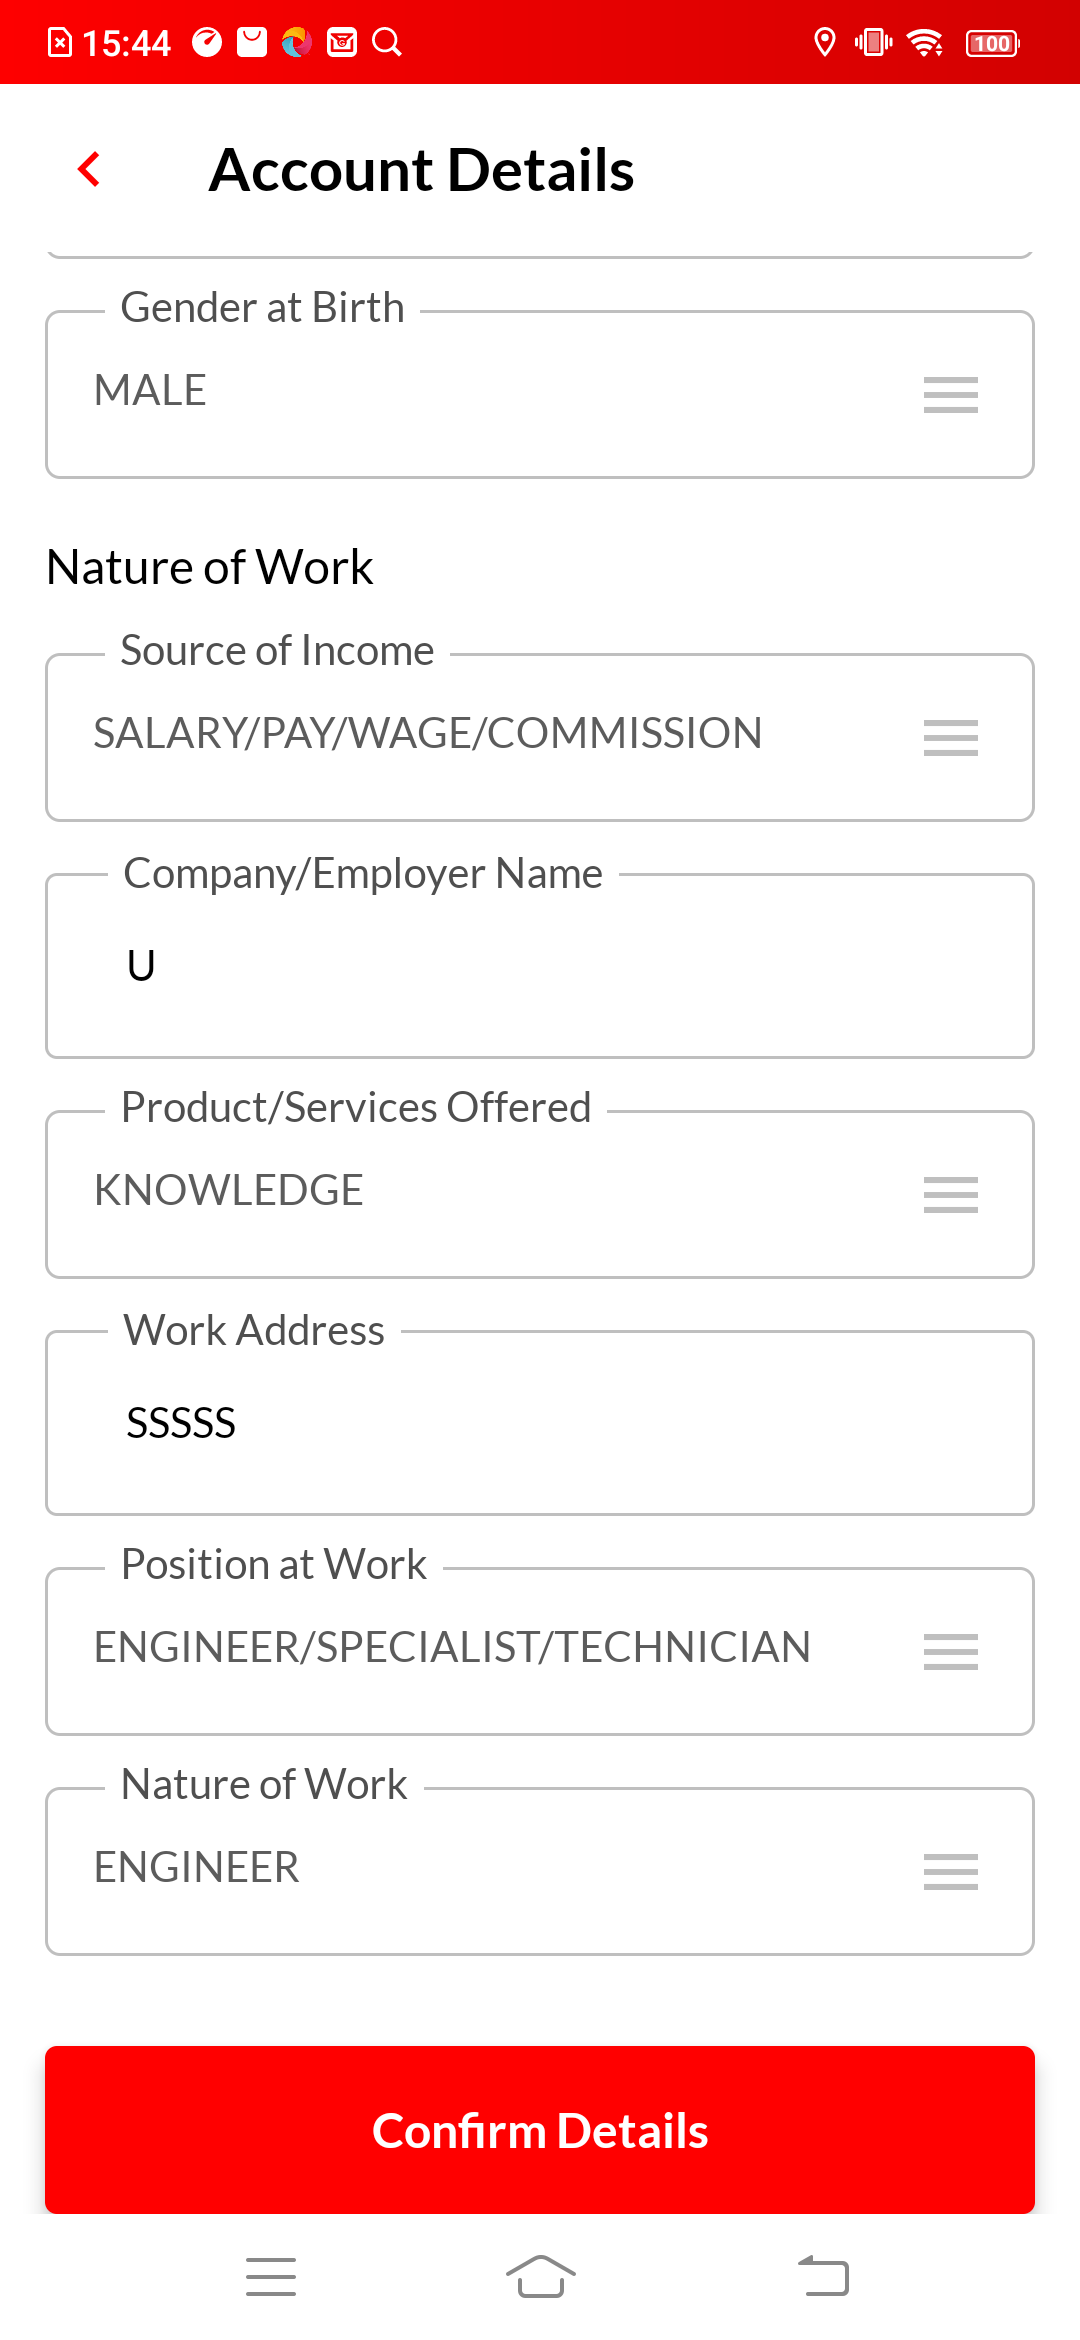 15:44
100
Account Details
Gender at Birth
MALE
Nature of Work
Source of Income
SALARY/PAY/WAGE/COMMISSION
Company/Employer Name
U
Product/Services Offered
KNOWLEDGE
Work Address
SSSSS
Position at Work
ENGINEER/SPECIALIST/TECHNICIAN
Nature of Work
ENGINEER
Confirm Details